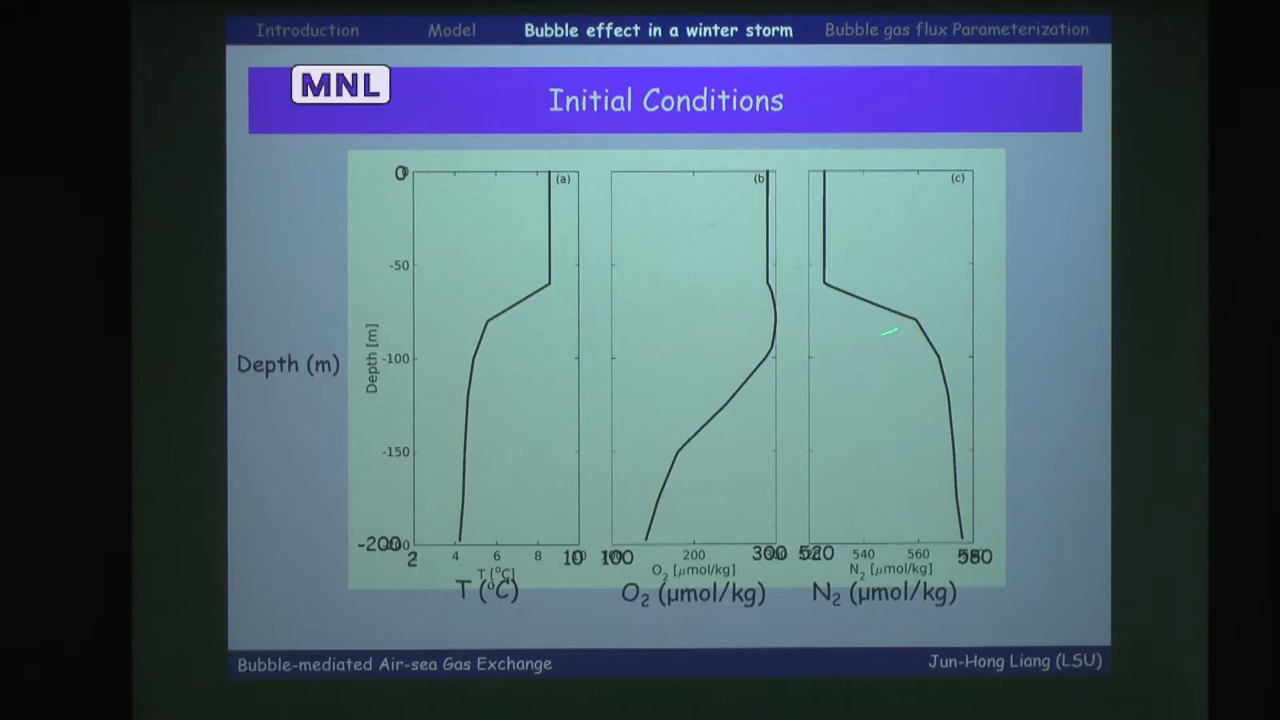 Introduction Model Bubble effect in a winter storm Bubble gas flux Parameterization
MNL
Initial Conditions
0 (a) (b) (c)
-50
Depth (m) Depth [m] -100
-150
-200
2 4 6 8 10 100 200 300 520 540 560 580
T [°C] O₂ [μmol/kg] N₂ [μmol/kg]
T (°C) O₂ (μmol/kg) N₂ (μmol/kg)
Bubble-mediated Air-sea Gas Exchange Jun-Hong Liang (LSU)